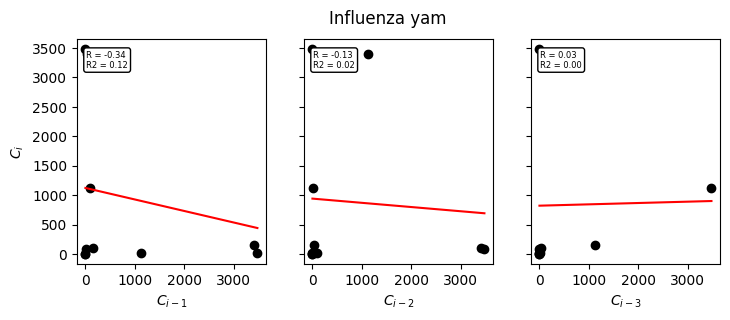 Influenza yam
R = -0.34
R2 = 0.12
R = -0.13
R2 = 0.02
R = 0.03
R2 = 0.00
3500
3000
2500
2000
1500
1000
500
0
C_i
0 1000 2000 3000
0 1000 2000 3000
0 1000 2000 3000
C_{i-1}
C_{i-2}
C_{i-3}